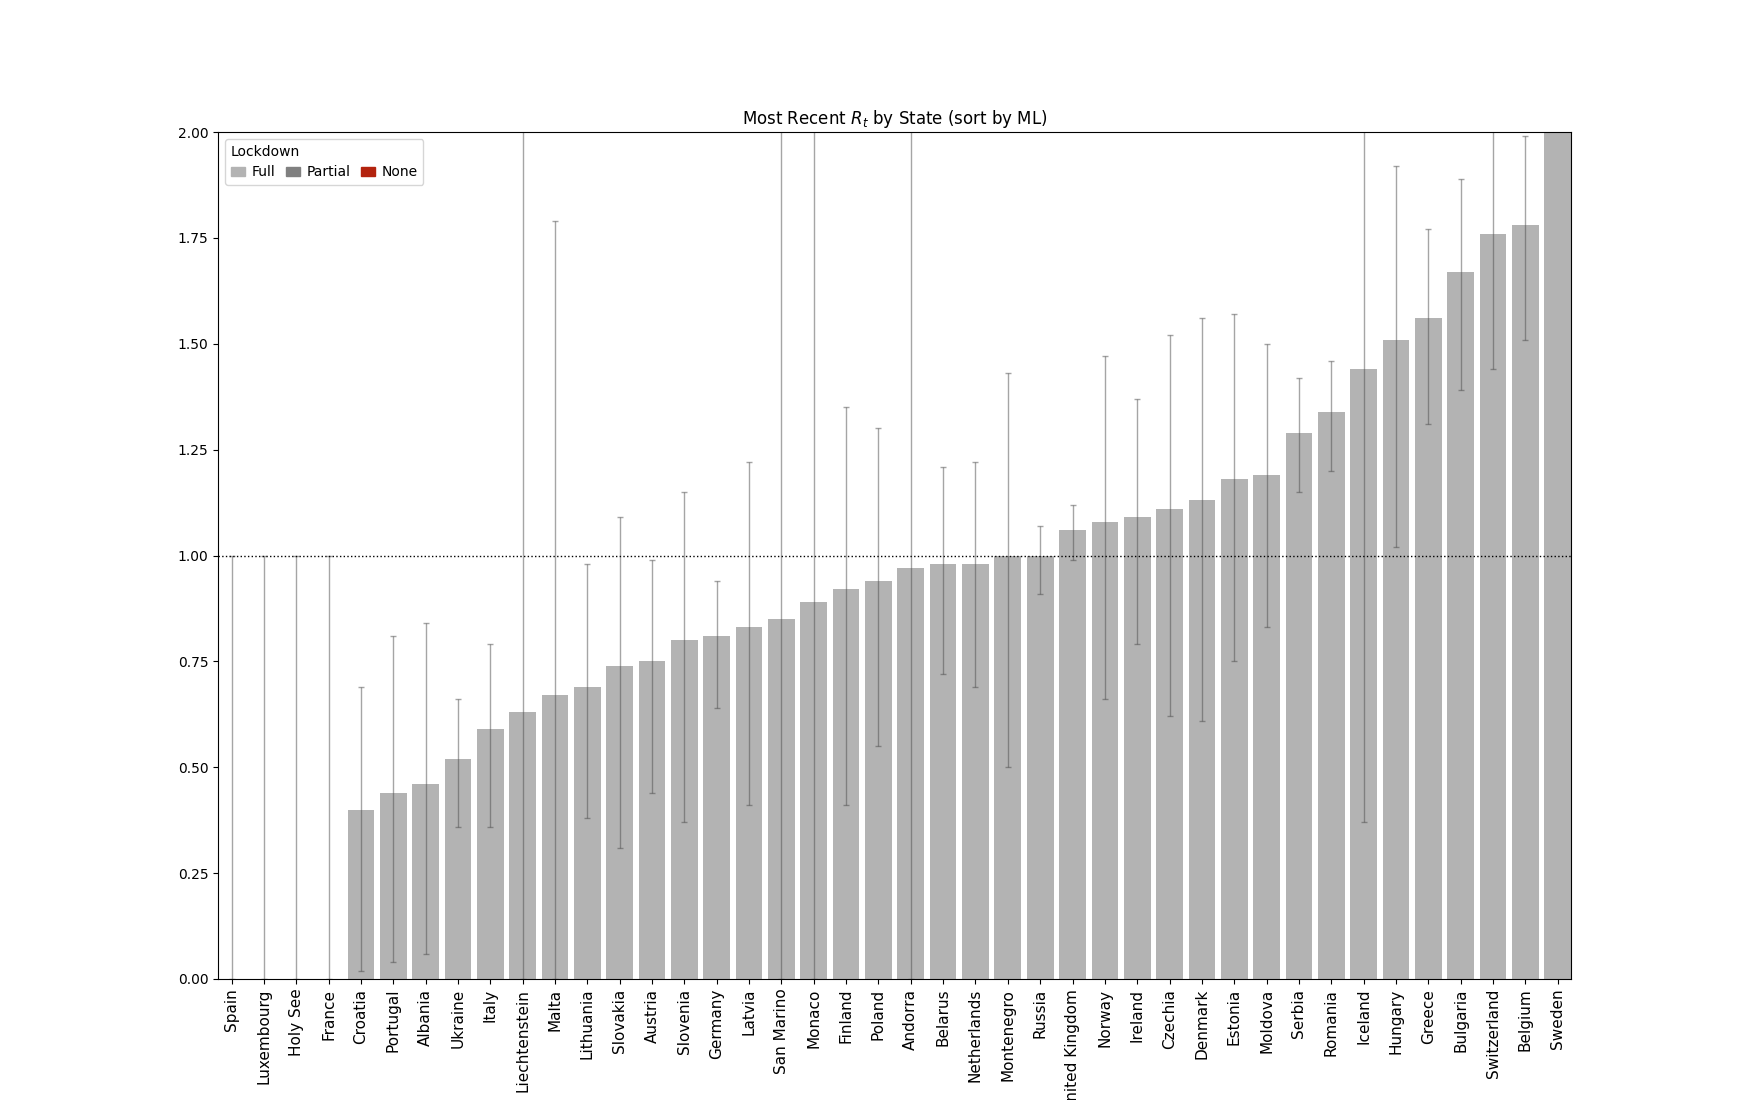 Most Recent R_t by State (sort by ML)
2.00
Lockdown
Full Partial None
1.75
1.50
1.25
1.00
0.75
0.50
0.25
0.00
Spain
Luxembourg
Holy See
France
Croatia
Portugal
Albania
Ukraine
Italy
Liechtenstein
Malta
Lithuania
Slovakia
Austria
Slovenia
Germany
Latvia
San Marino
Monaco
Finland
Poland
Andorra
Belarus
Netherlands
Montenegro
Russia
nited Kingdom
Norway
Ireland
Czechia
Denmark
Estonia
Moldova
Serbia
Romania
Iceland
Hungary
Greece
Bulgaria
Switzerland
Belgium
Sweden